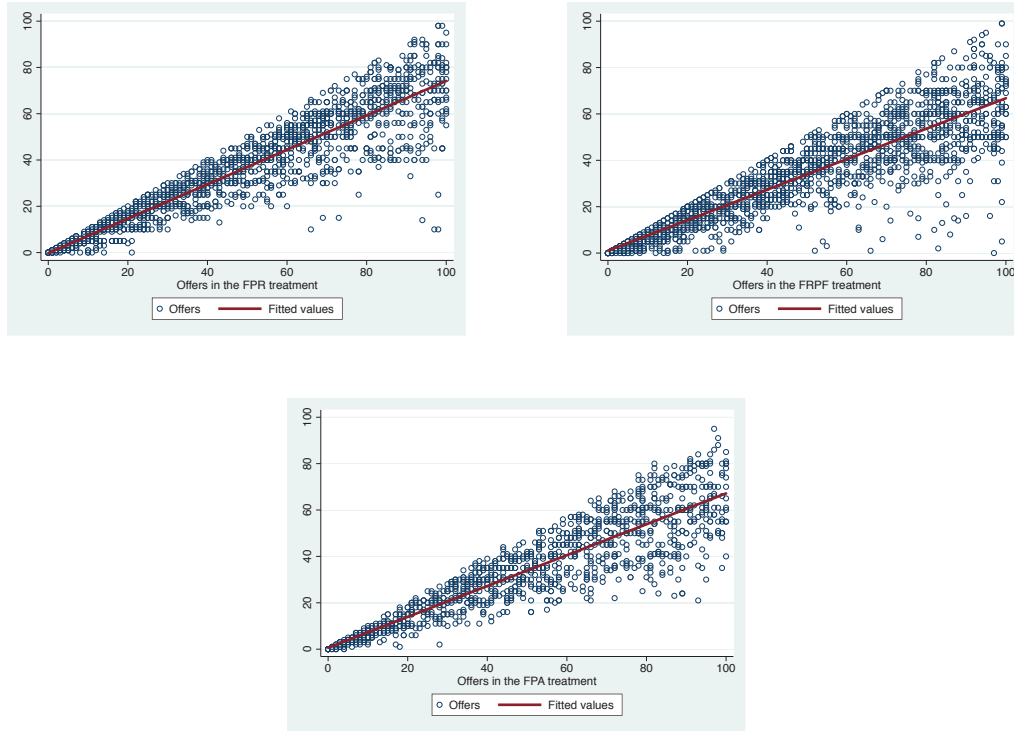 100
80
60
40
20
0
0 20 40 60 80 100
Offers in the FPR treatment
Offers Fitted values
100
80
60
40
20
0
0 20 40 60 80 100
Offers in the FRPF treatment
Offers Fitted values
100
80
60
40
20
0
0 20 40 60 80 100
Offers in the FPA treatment
Offers Fitted values